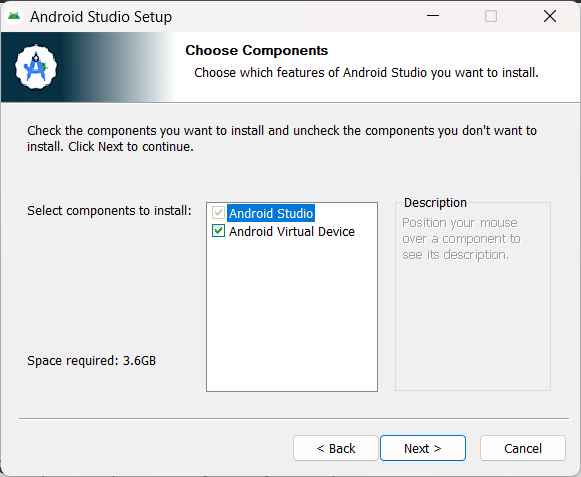 Android Studio Setup
Choose Components
Choose which features of Android Studio you want to install.
Check the components you want to install and uncheck the components you don't want to
install. Click Next to continue.
Select components to install:
Android Studio
Android Virtual Device
Description
Position your mouse
over a component to
see its description.
Space required: 3.6GB
< Back
Next >
Cancel